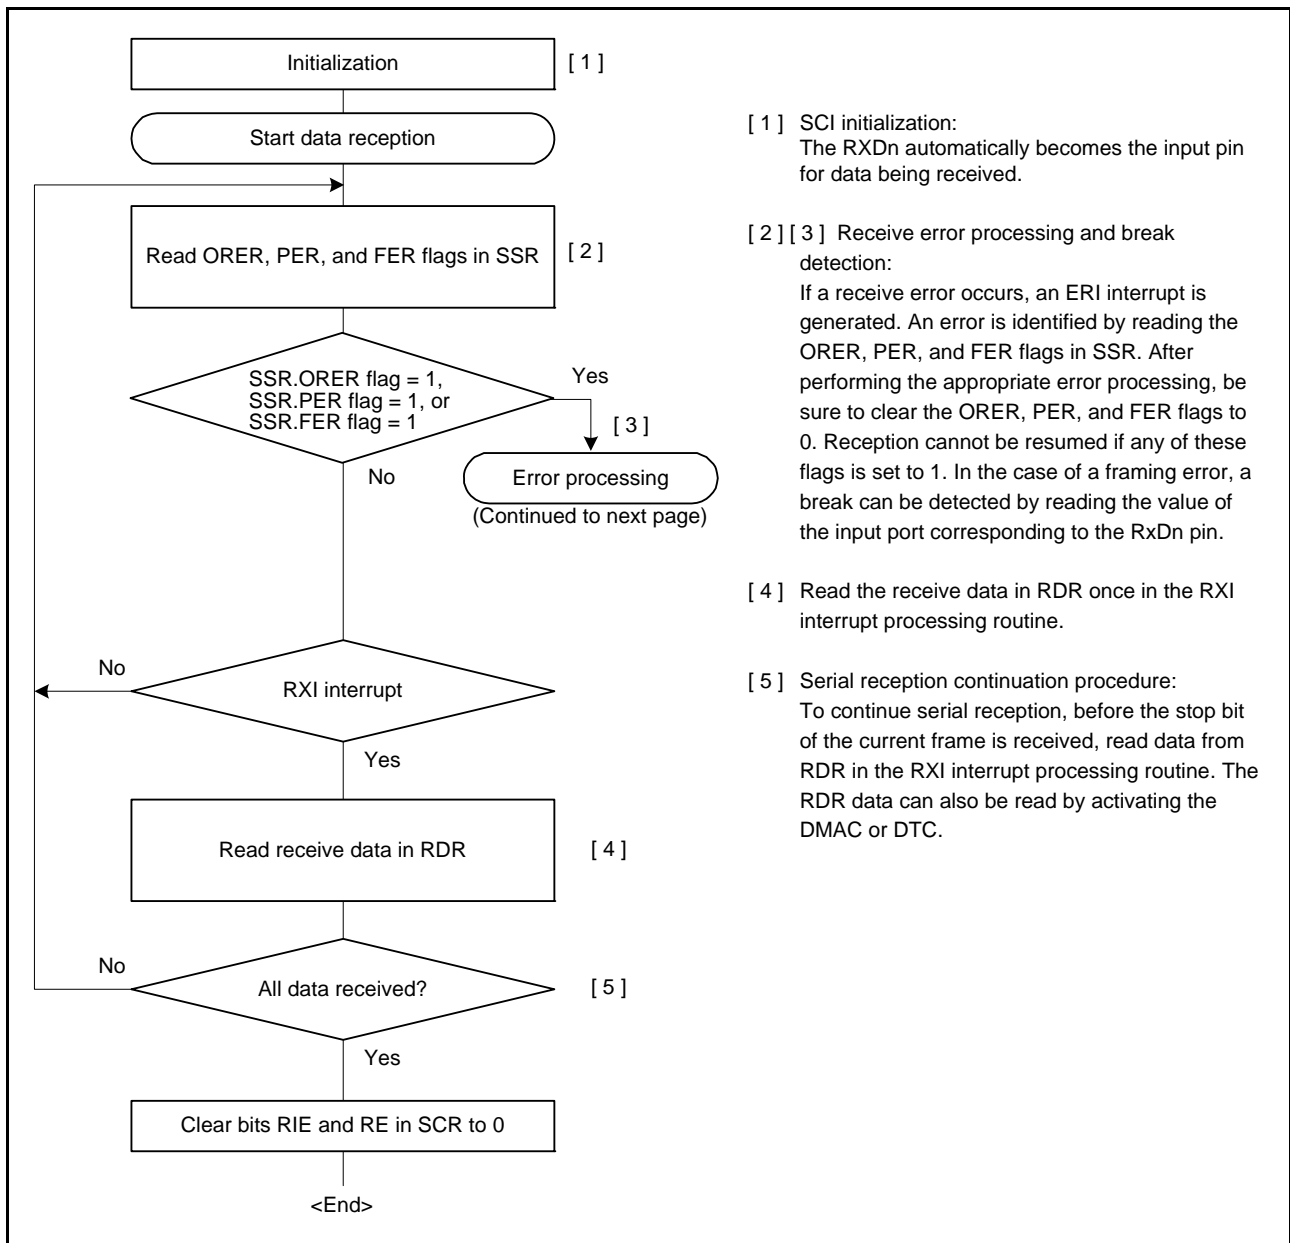 Initialization
[ 1 ]
Start data reception
Read ORER, PER, and FER flags in SSR
[ 2 ]
SSR.ORER flag = 1,
SSR.PER flag = 1, or
SSR.FER flag = 1
Yes
[ 3 ]
No
Error processing
(Continued to next page)
No
RXI interrupt
Yes
Read receive data in RDR
[ 4 ]
No
All data received?
[ 5 ]
Yes
Clear bits RIE and RE in SCR to 0
<End>
[ 1 ] SCI initialization:
The RXDn automatically becomes the input pin
for data being received.
[ 2 ] [ 3 ] Receive error processing and break
detection:
If a receive error occurs, an ERI interrupt is
generated. An error is identified by reading the
ORER, PER, and FER flags in SSR. After
performing the appropriate error processing, be
sure to clear the ORER, PER, and FER flags to
0. Reception cannot be resumed if any of these
flags is set to 1. In the case of a framing error, a
break can be detected by reading the value of
the input port corresponding to the RxDn pin.
[ 4 ] Read the receive data in RDR once in the RXI
interrupt processing routine.
[ 5 ] Serial reception continuation procedure:
To continue serial reception, before the stop bit
of the current frame is received, read data from
RDR in the RXI interrupt processing routine. The
RDR data can also be read by activating the
DMAC or DTC.